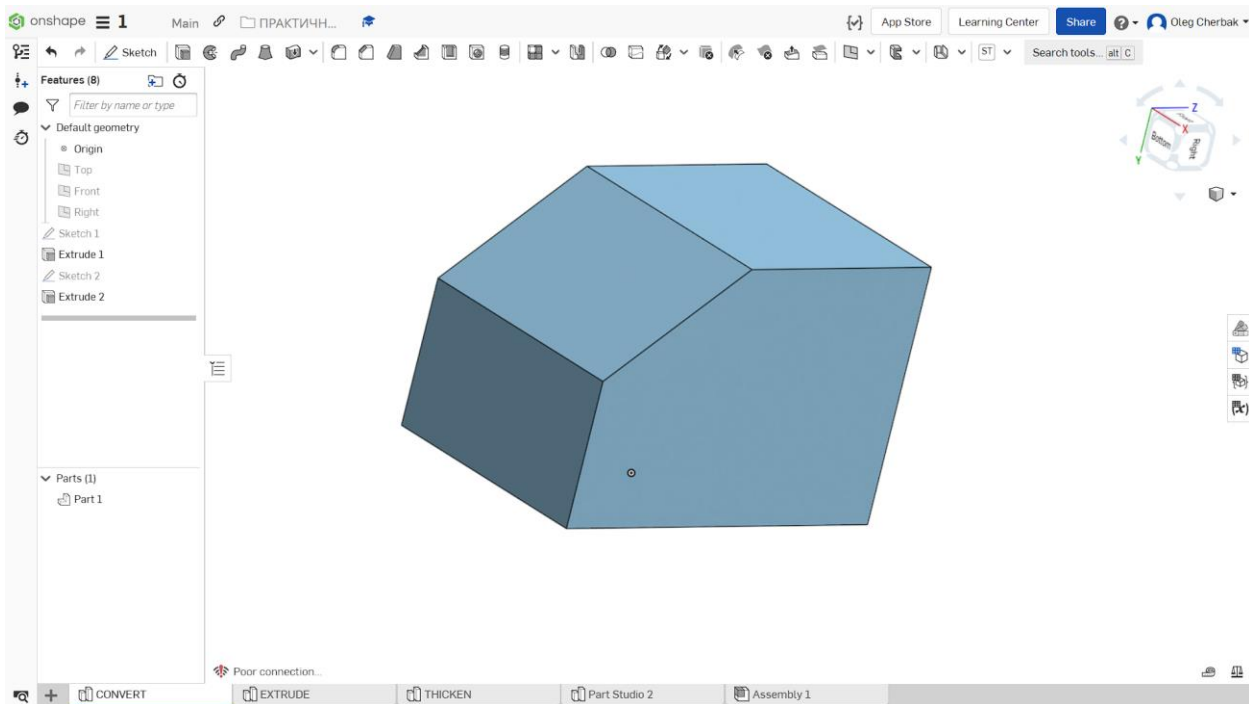 onshape 1 Main ПРАКТИЧН... App Store Learning Center Share Oleg Cherbak
Sketch ST Search tools... alt C
Features (8)
Filter by name or type
Default geometry
Origin
Top
Front
Right
Sketch 1
Extrude 1
Sketch 2
Extrude 2
Z
X
Y
Bottom
Right
Parts (1)
Part 1
Poor connection...
CONVERT EXTRUDE THICKEN Part Studio 2 Assembly 1